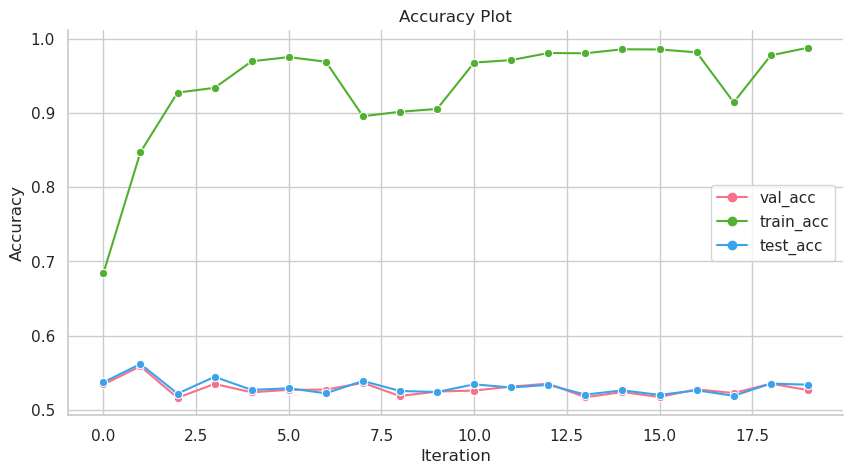 Accuracy Plot
1.0
0.9
0.8
0.7
0.6
0.5
Accuracy
val_acc
train_acc
test_acc
0.0 2.5 5.0 7.5 10.0 12.5 15.0 17.5
Iteration